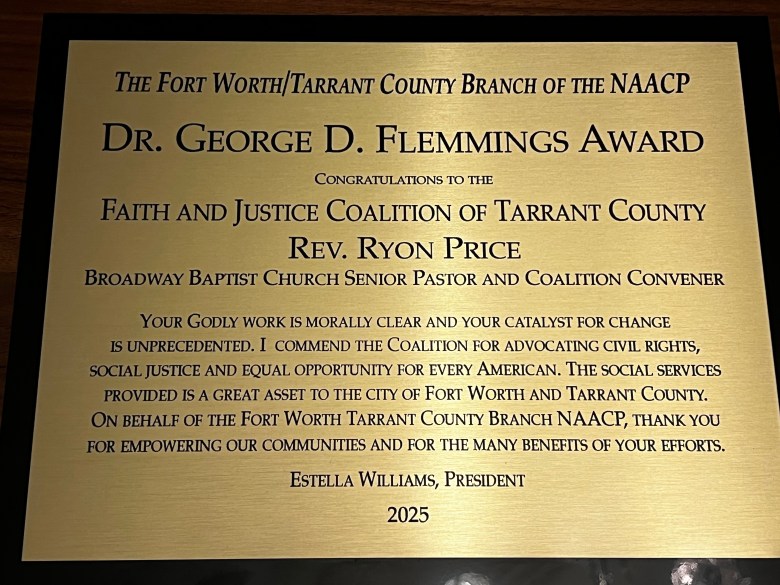 The Fort Worth/Tarrant County Branch of the NAACP
Dr. George D. Flemmings Award
Congratulations to the
Faith and Justice Coalition of Tarrant County
Rev. Ryon Price
Broadway Baptist Church Senior Pastor and Coalition Convener
Your Godly work is morally clear and your catalyst for change
is unprecedented. I commend the Coalition for advocating civil rights,
social justice and equal opportunity for every American. The social services
provided is a great asset to the city of Fort Worth and Tarrant County.
On behalf of the Fort Worth Tarrant County Branch NAACP, thank you
for empowering our communities and for the many benefits of your efforts.
Estella Williams, President
2025